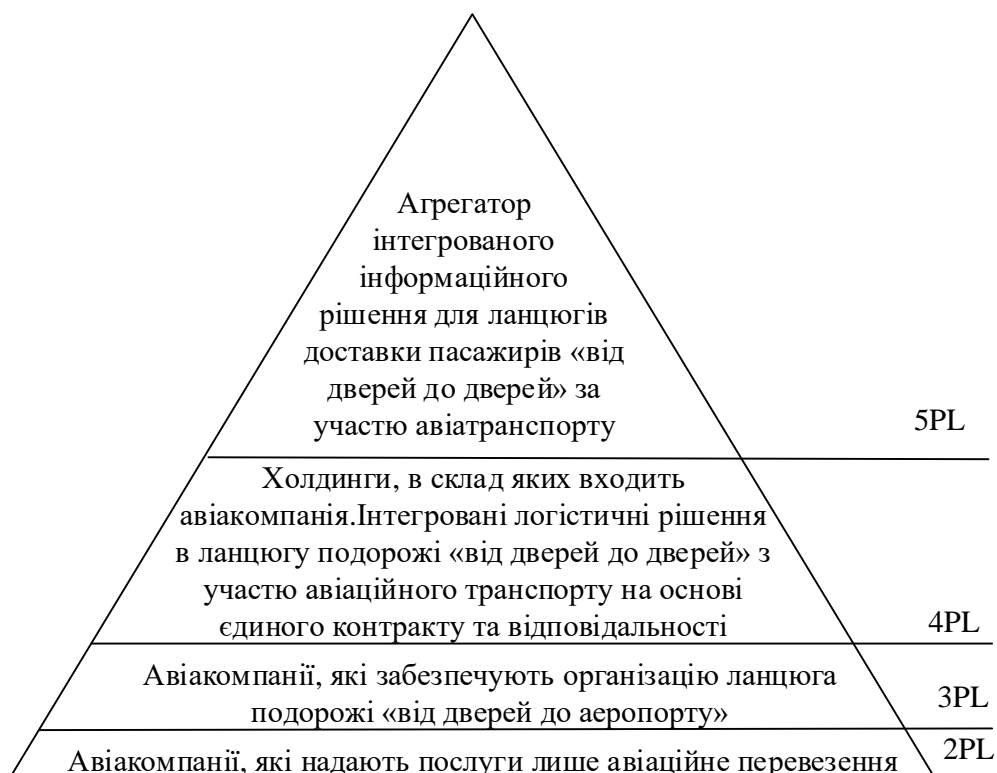 Агрегатор
інтегрованого
інформаційного
рішення для ланцюгів
доставки пасажирів «від
дверей до дверей» за
участю авіатранспорту
5PL
Холдинги, в склад яких входить
авіакомпанія.Інтегровані логістичні рішення
в ланцюгу подорожі «від дверей до дверей» з
участю авіаційного транспорту на основі
єдиного контракту та відповідальності
4PL
Авіакомпанії, які забезпечують організацію ланцюга
подорожі «від дверей до аеропорту»
3PL
Авіакомпанії, які надають послуги лише авіаційне перевезення
2PL